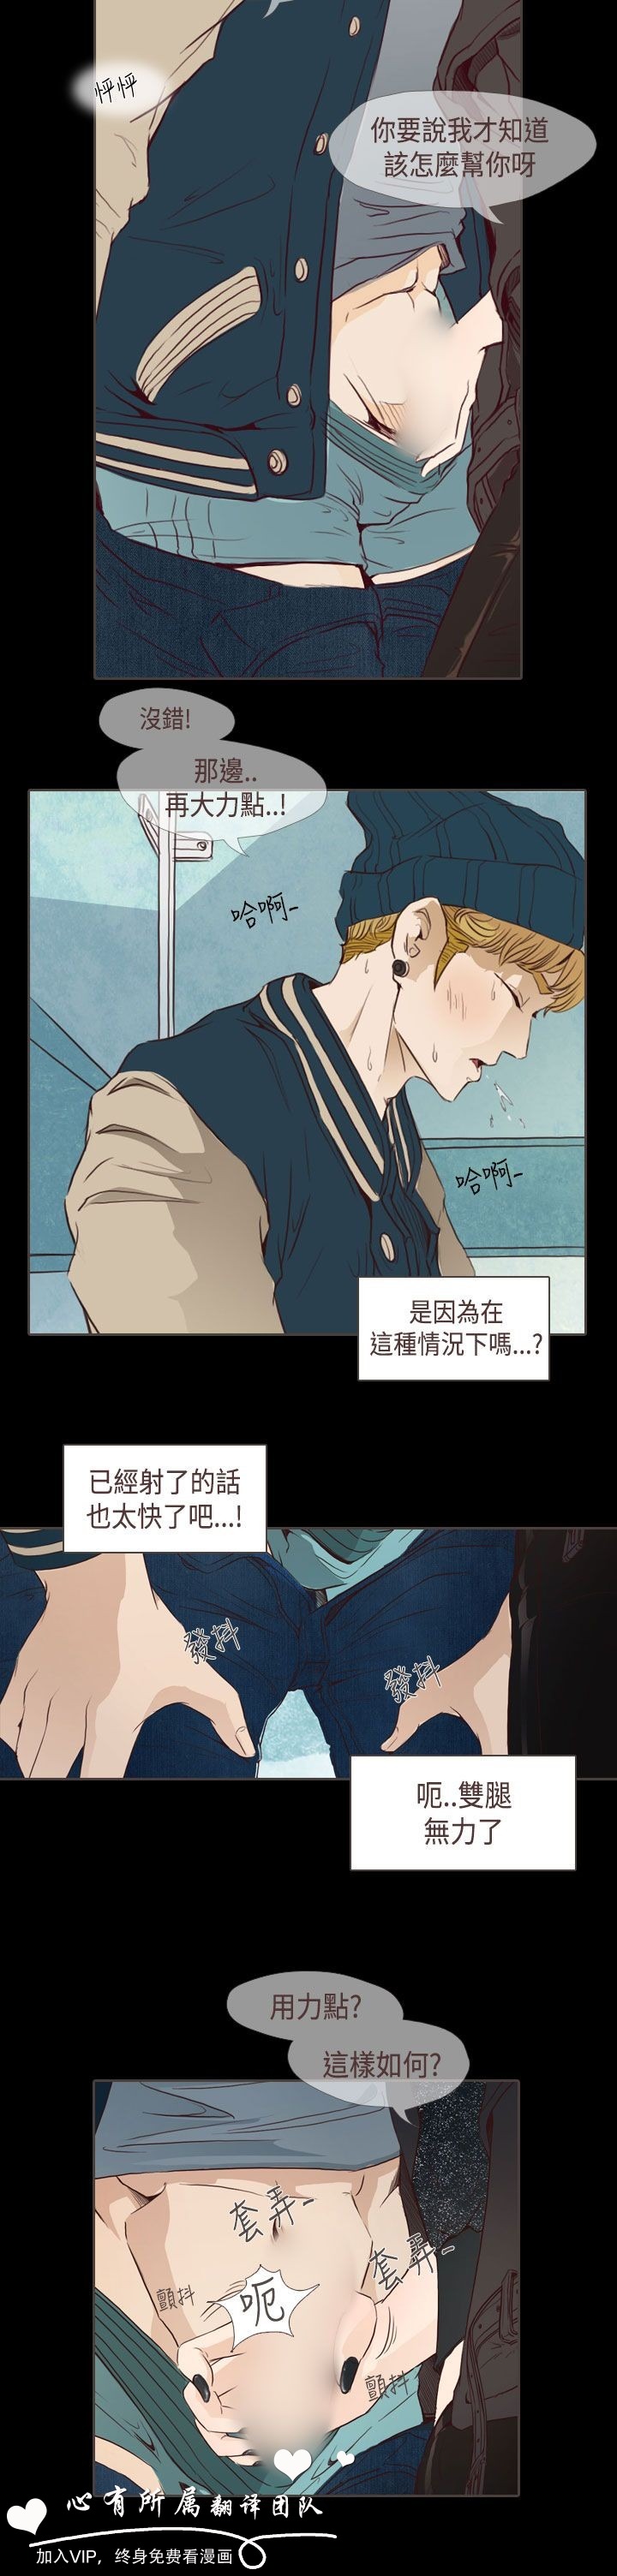 怦怦
你要說我才知道
該怎麼幫你呀
沒錯!
那邊..
再大力點..!
哈啊-
哈啊-
是因為在
這種情況下嗎...?
已經射了的話
也太快了吧...!
發抖
發抖
呃..雙腿
無力了
用力點?
這樣如何?
套弄-
套弄-
顫抖
呃
顫抖
心有所属翻译团队
加入VIP，终身免费看漫画